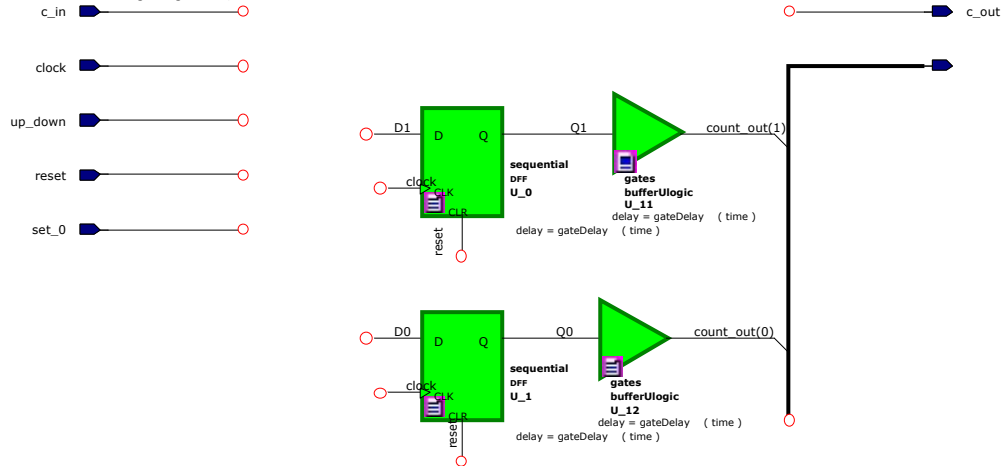 c_in
c_out
clock
up_down
reset
set_0
D1
D
Q
Q1
count_out(1)
clock
CLK
CLR
reset
sequential
DFF
U_0
delay = gateDelay ( time )
gates
bufferUlogic
U_11
delay = gateDelay ( time )
D0
D
Q
Q0
count_out(0)
clock
CLK
CLR
reset
sequential
DFF
U_1
delay = gateDelay ( time )
gates
bufferUlogic
U_12
delay = gateDelay ( time )